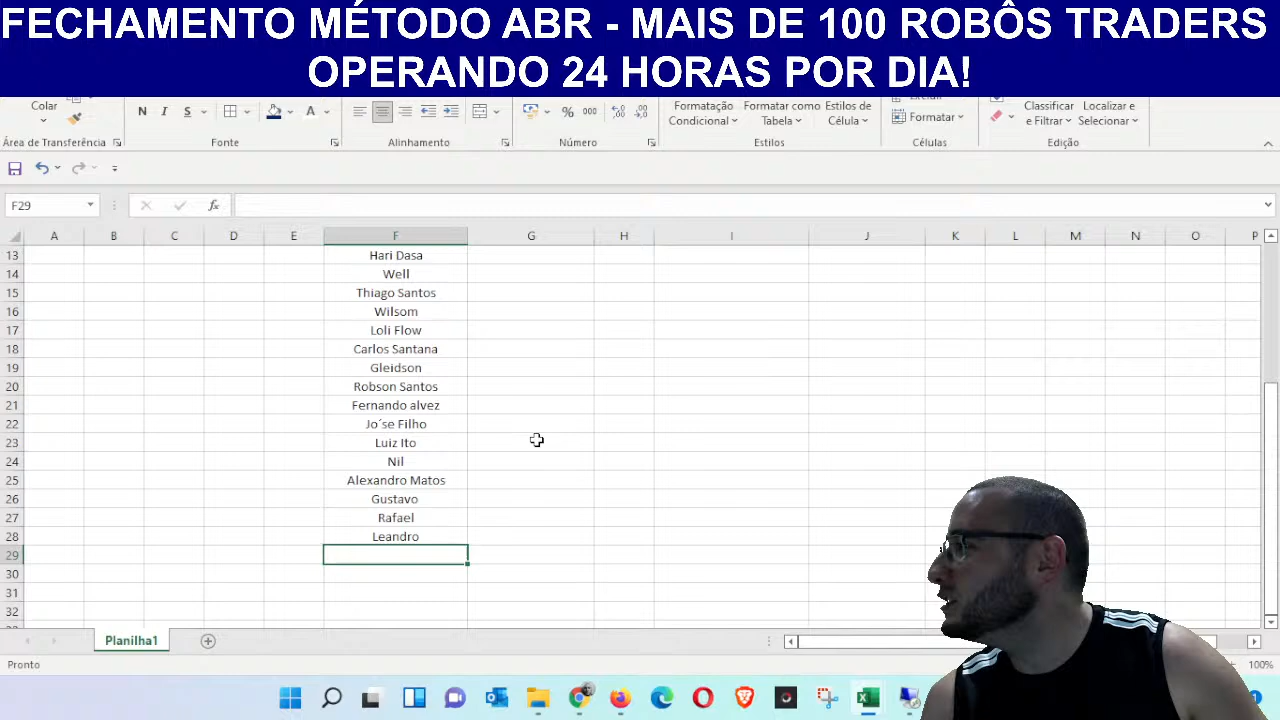 FECHAMENTO MÉTODO ABR - MAIS DE 100 ROBÔS TRADERS
OPERANDO 24 HORAS POR DIA!
Colar
N I S A
% 000
Formatação Condicional
Formatar como Tabela
Estilos de Célula
Formatar
Classificar e Filtrar
Localizar e Selecionar
Área de Transferência Fonte Alinhamento Número Estilos Células Edição
F29 fx
A B C D E F G H I J K L M N O P
13 Hari Dasa
14 Well
15 Thiago Santos
16 Wilsom
17 Loli Flow
18 Carlos Santana
19 Gleidson
20 Robson Santos
21 Fernando alvez
22 Jo´se Filho
23 Luiz Ito
24 Nil
25 Alexandro Matos
26 Gustavo
27 Rafael
28 Leandro
29
30
31
32
Planilha1
Pronto 100%